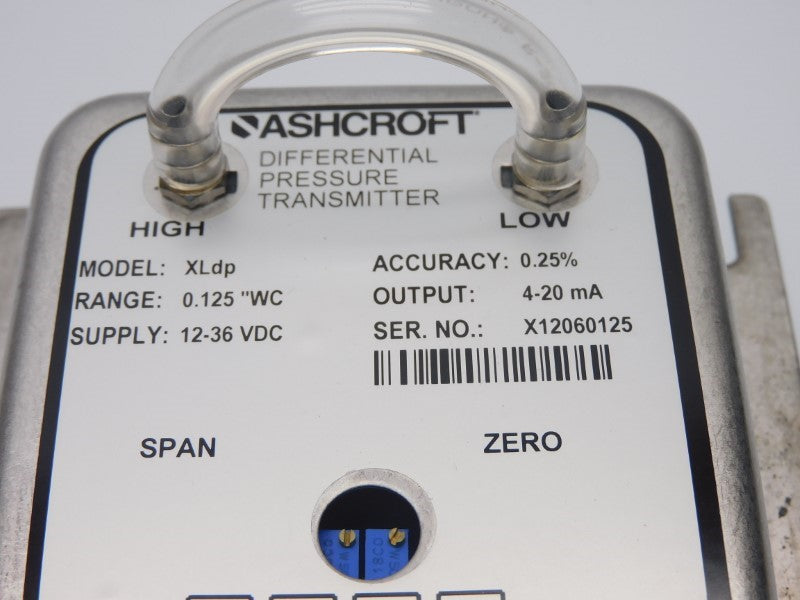 ASHCROFT®
DIFFERENTIAL
PRESSURE
TRANSMITTER
HIGH
LOW
MODEL: XLdp
RANGE: 0.125 "WC
SUPPLY: 12-36 VDC
ACCURACY: 0.25%
OUTPUT: 4-20 mA
SER. NO.: X12060125
SPAN
ZERO